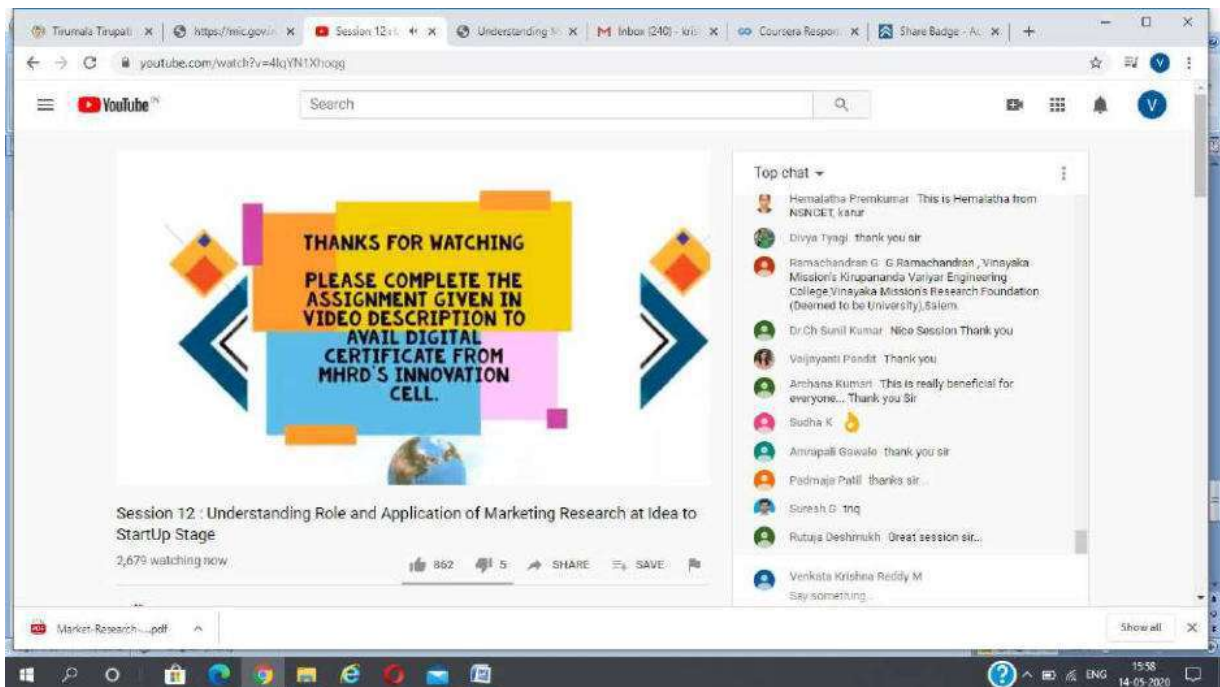 Tirumala Tirupati
https://mic.gov.in
Session 12
Understanding
Inbox (240) - kris
Coursera Respon
Share Badge - Ac
youtube.com/watch?v=4lqYN1Xhoqg
YouTube IN
Search
V
THANKS FOR WATCHING
PLEASE COMPLETE THE
ASSIGNMENT GIVEN IN
VIDEO DESCRIPTION TO
AVAIL DIGITAL
CERTIFICATE FROM
MHRD'S INNOVATION
CELL.
Session 12 : Understanding Role and Application of Marketing Research at Idea to
StartUp Stage
2,679 watching now
862 5 SHARE SAVE
Top chat
Hemalatha Premkumar This is Hemalatha from
NSNCET, karur
Divya Tyagi thank you sir
Ramachandran G G Ramachandran , Vinayaka
Mission's Kirupananda Variyar Engineering
College,Vinayaka Mission's Research Foundation
(Deemed to be University),Salem.
Dr.Ch Sunil Kumar Nice Session Thank you
Vaijayanti Pandit Thank you
Archana Kumari This is really beneficial for
everyone... Thank you Sir
Sudha K 👌
Amrapali Gawale thank you sir
Padmaja Patil thanks sir...
Suresh G tnq
Rutuja Deshmukh Great session sir...
Venkata Krishna Reddy M
Say something...
Market-Research-....pdf
Show all
ENG
15:58
14-05-2020